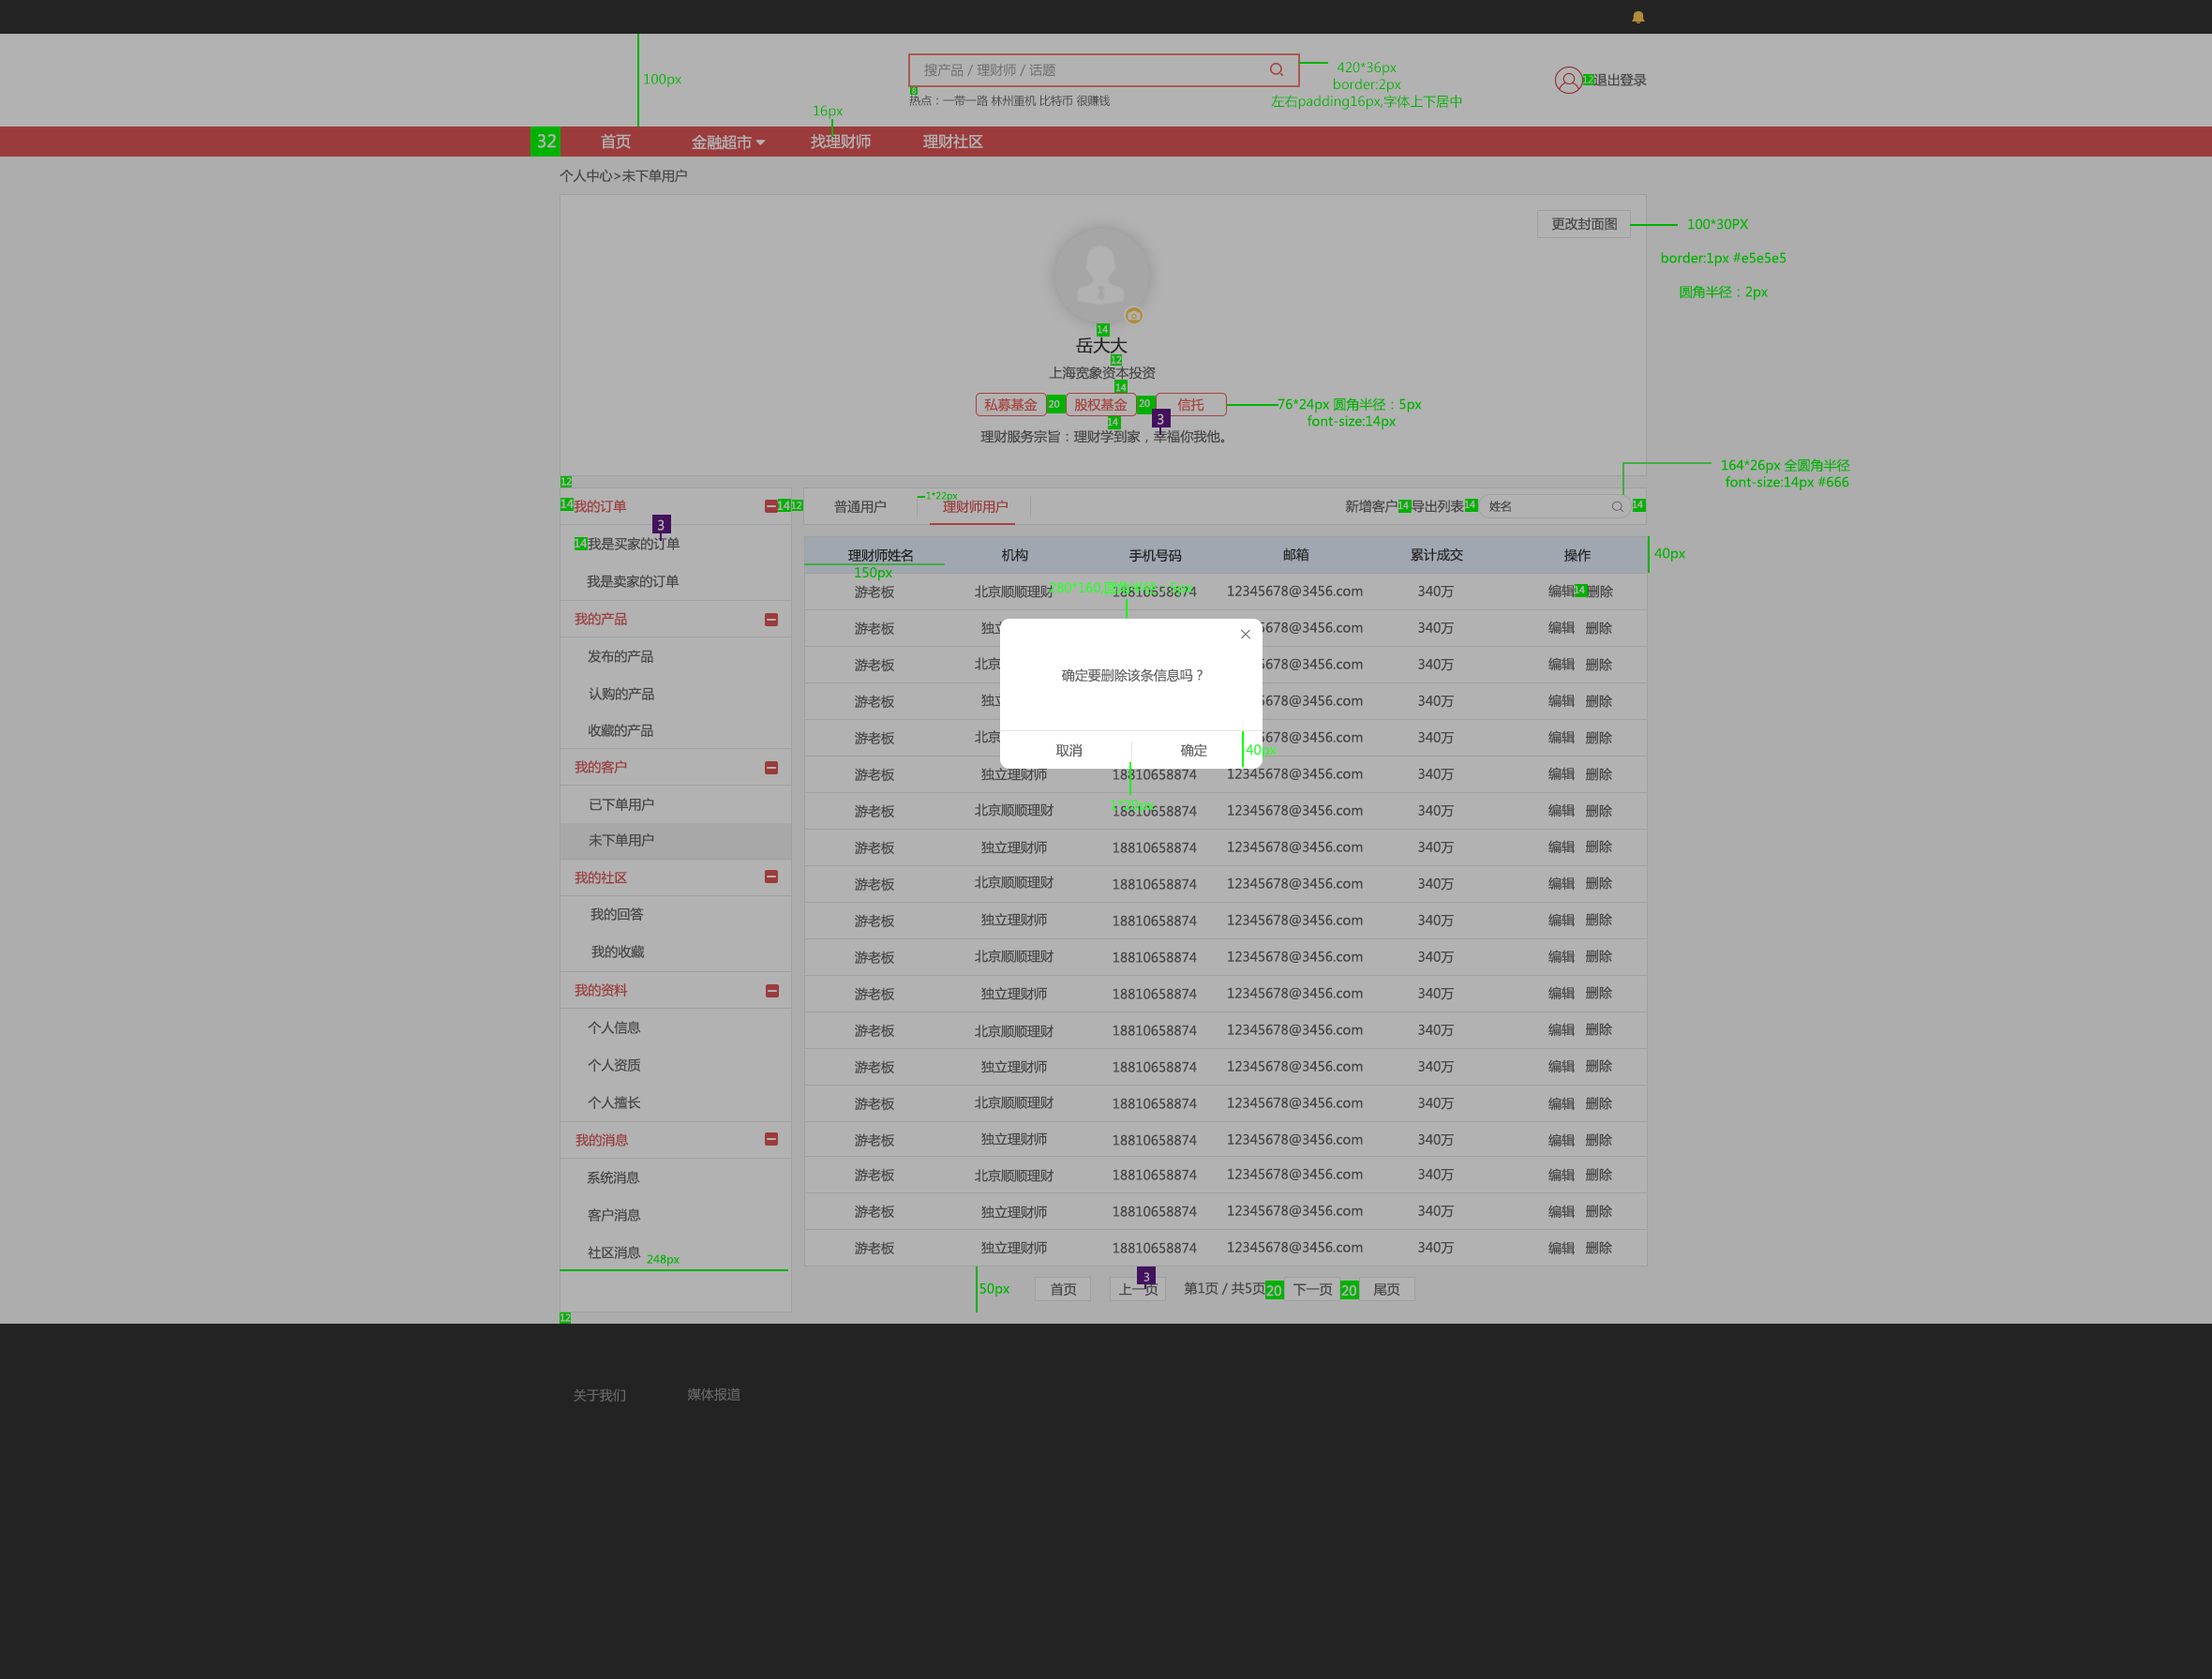 100px
搜产品 / 理财师 / 话题
420*36px
border:2px
左右padding16px,字体上下居中
12 退出登录
8
热点：一带一路 林州重机 比特币 很赚钱
16px
32 首页 金融超市 找理财师 理财社区
个人中心>未下单用户
更改封面图 100*30PX
border:1px #e5e5e5
圆角半径：2px
14
岳大大
12
上海宽象资本投资
14
私募基金 20 股权基金 20 信托 76*24px 圆角半径：5px
font-size:14px
14 3
理财服务宗旨：理财学到家，幸福你我他。
164*26px 全圆角半径
font-size:14px #666
12
14 我的订单 14 12 普通用户 1*22px 理财师用户 新增客户 14 导出列表 14 姓名 14
3
14 我是买家的订单
我是卖家的订单
我的产品
发布的产品
认购的产品
收藏的产品
我的客户
已下单用户
未下单用户
我的社区
我的回答
我的收藏
我的资料
个人信息
个人资质
个人擅长
我的消息
系统消息
客户消息
社区消息
248px
12
理财师姓名 机构 手机号码 邮箱 累计成交 操作 40px
150px
游老板 北京顺顺理财 18810658874 12345678@3456.com 340万 编辑 14 删除
游老板 独立 5678@3456.com 340万 编辑 删除
游老板 北京 5678@3456.com 340万 编辑 删除
游老板 独立 5678@3456.com 340万 编辑 删除
游老板 北京 5678@3456.com 340万 编辑 删除
游老板 独立理财师 18810658874 12345678@3456.com 340万 编辑 删除
游老板 北京顺顺理财 18810658874 12345678@3456.com 340万 编辑 删除
游老板 独立理财师 18810658874 12345678@3456.com 340万 编辑 删除
游老板 北京顺顺理财 18810658874 12345678@3456.com 340万 编辑 删除
游老板 独立理财师 18810658874 12345678@3456.com 340万 编辑 删除
游老板 北京顺顺理财 18810658874 12345678@3456.com 340万 编辑 删除
游老板 独立理财师 18810658874 12345678@3456.com 340万 编辑 删除
游老板 北京顺顺理财 18810658874 12345678@3456.com 340万 编辑 删除
游老板 独立理财师 18810658874 12345678@3456.com 340万 编辑 删除
游老板 北京顺顺理财 18810658874 12345678@3456.com 340万 编辑 删除
游老板 独立理财师 18810658874 12345678@3456.com 340万 编辑 删除
游老板 北京顺顺理财 18810658874 12345678@3456.com 340万 编辑 删除
游老板 独立理财师 18810658874 12345678@3456.com 340万 编辑 删除
游老板 独立理财师 18810658874 12345678@3456.com 340万 编辑 删除
280*160
确定要删除该条信息吗？
取消 确定 40px
1*20px
3
50px 首页 上一页 第1页 / 共5页 20 下一页 20 尾页
关于我们 媒体报道